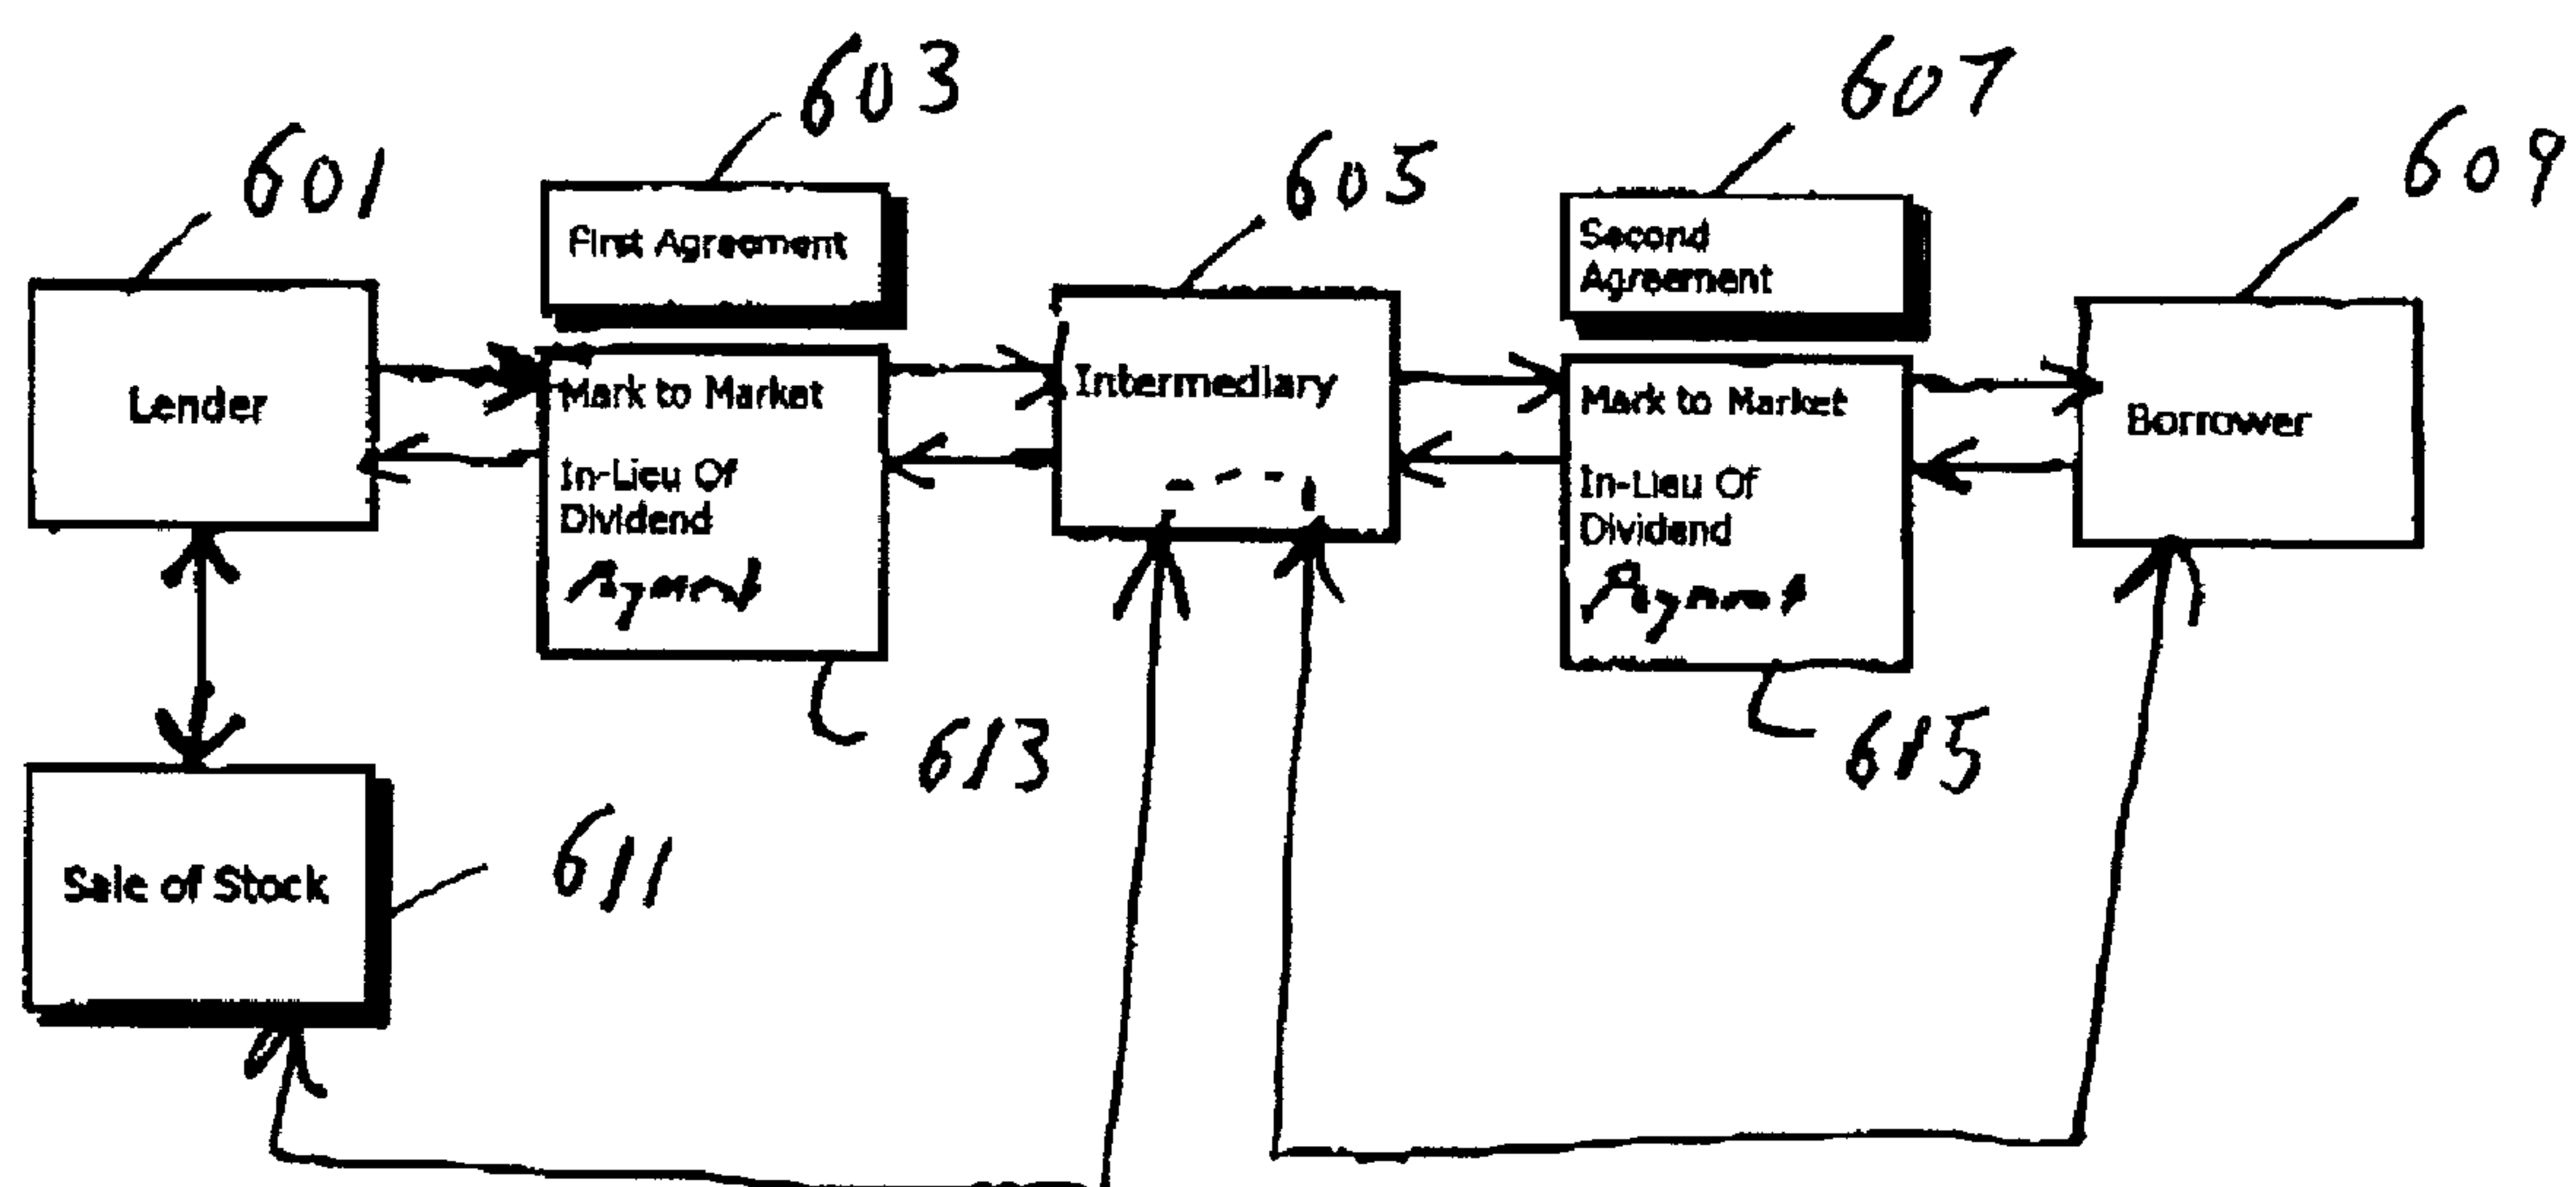 603
607
601
605
609
First Agreement
Second
Agreement
Lender
Mark to Market
In-Lieu Of
Dividend
Payment
Intermediary
Mark to Market
In-Lieu Of
Dividend
Payment
Borrower
613
615
Sale of Stock
611